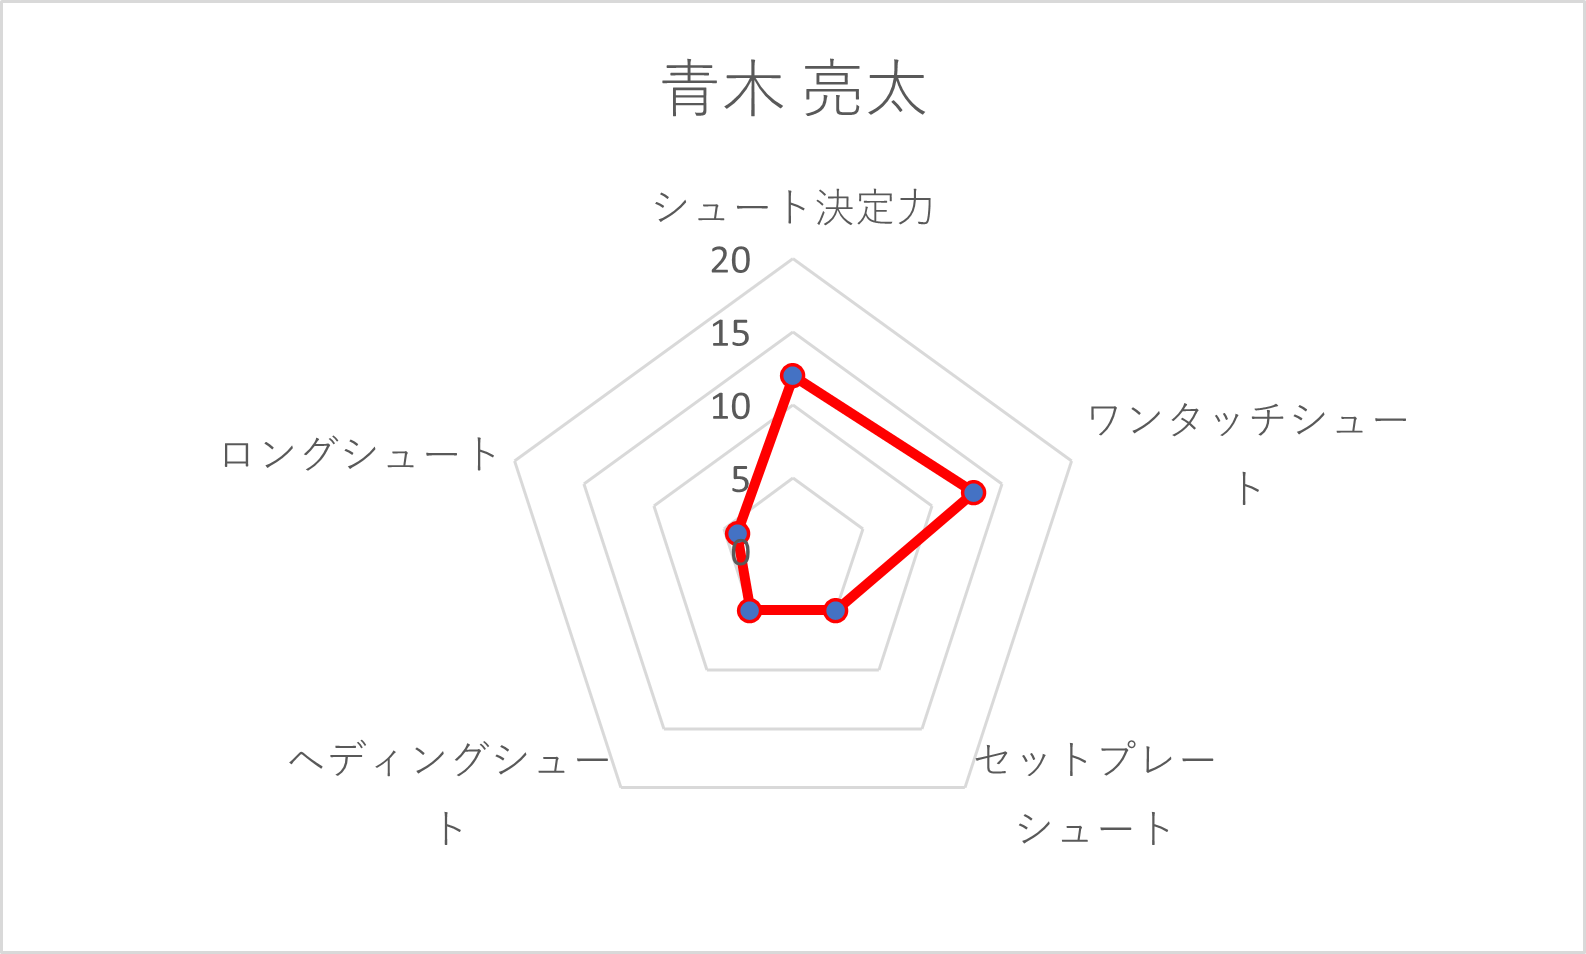 青木 亮太
シュート決定力
20
15
10
5
0
ワンタッチシュー
ト
セットプレー
シュート
ヘディングシュー
ト
ロングシュート